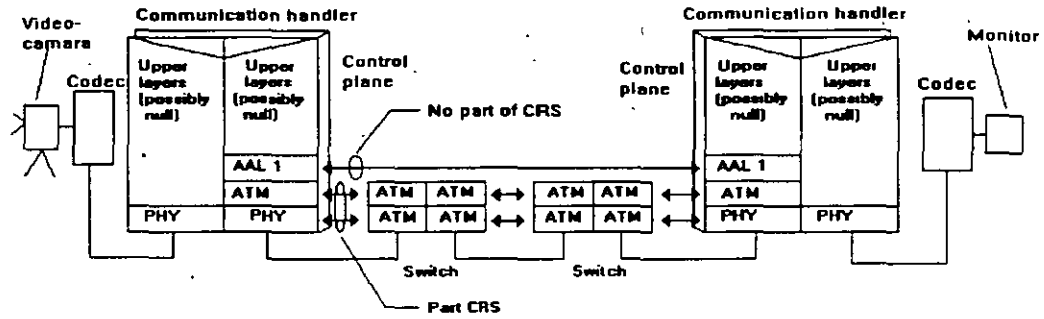 Communication handler
Communication handler
Video-
camara
Monitor
Codec
Upper
layers
(possibly
null)
Upper
layers
(possibly
null)
Control
plane
No part of CRS
Control
plane
Upper
layers
(possibly
null)
Upper
layers
(possibly
null)
Codec
AAL 1
AAL 1
ATM
ATM ATM
ATM ATM
ATM
PHY PHY
ATM ATM
ATM ATM
PHY PHY
Switch
Switch
Part CRS